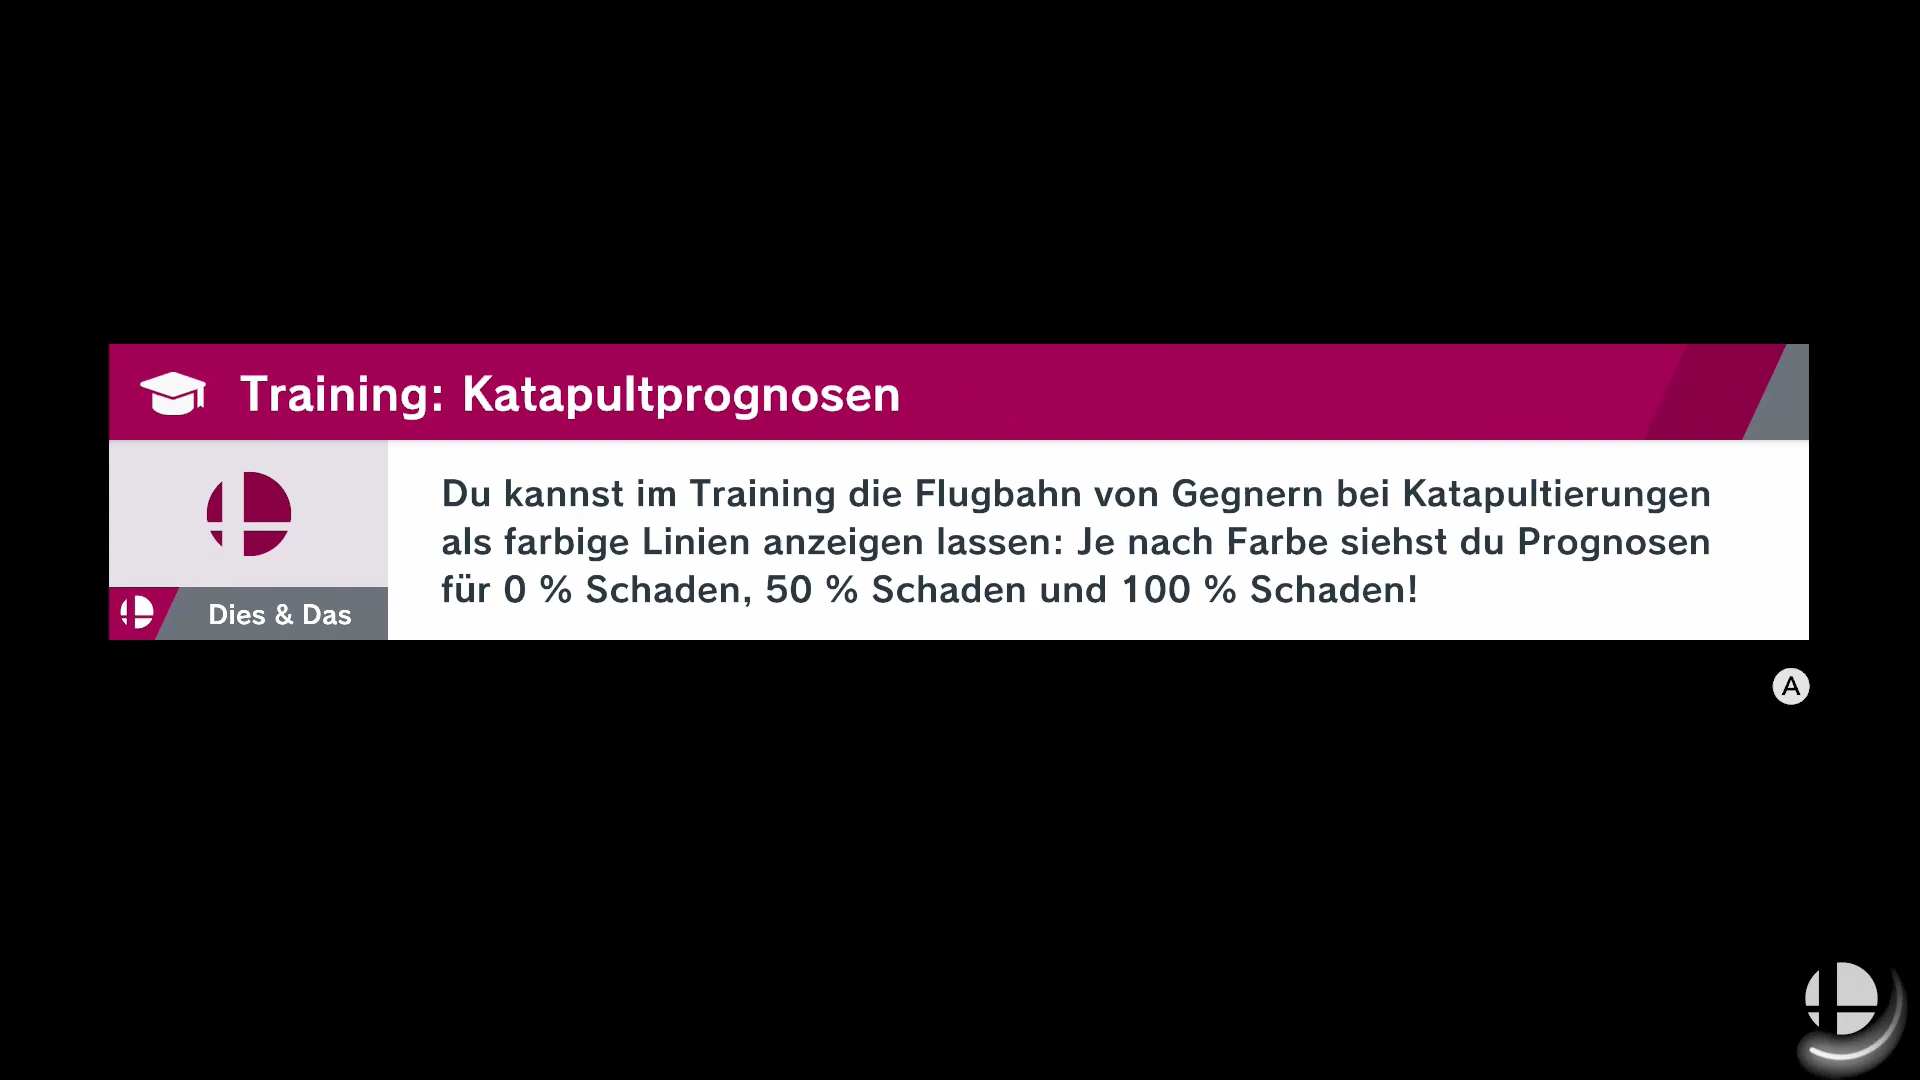 Training: Katapultprognosen
Du kannst im Training die Flugbahn von Gegnern bei Katapultierungen
als farbige Linien anzeigen lassen: Je nach Farbe siehst du Prognosen
für 0 % Schaden, 50 % Schaden und 100 % Schaden!
Dies & Das
A